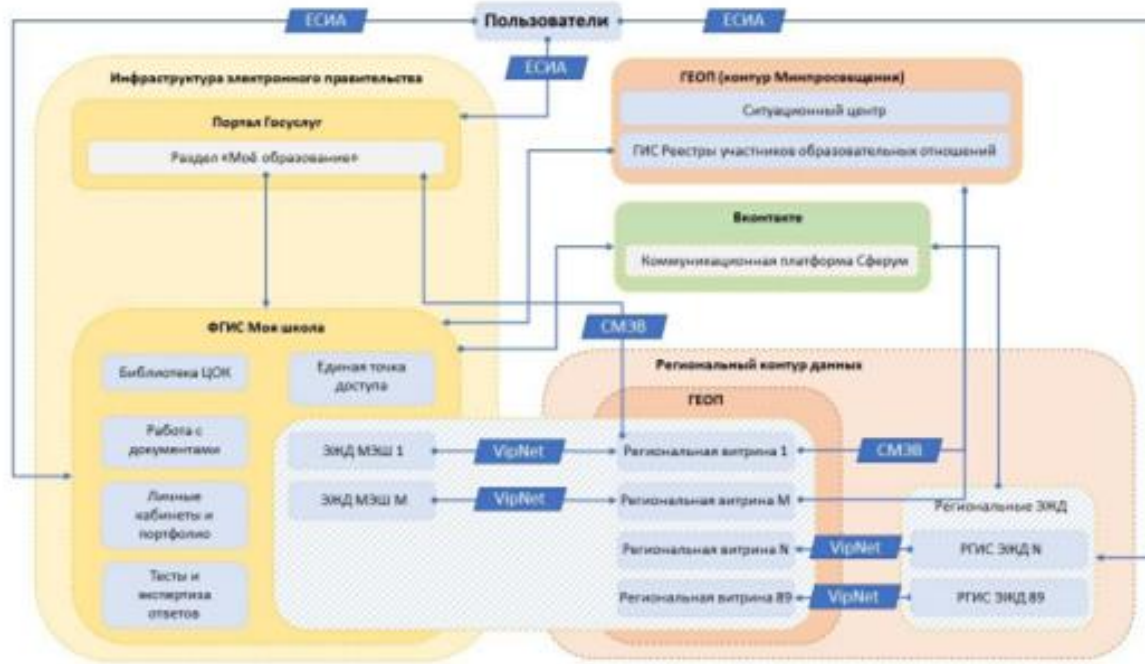 ЕСИА
Пользователи
ЕСИА
ЕСИА
Инфраструктура электронного правительства
Портал Госуслуг
Раздел «Моё образование»
ГЕОП (контур Минпросвещения)
Ситуационный центр
ГИС Реестры участников образовательных отношений
Вконтакте
Коммуникационная платформа Сферум
СМЭВ
ФГИС Моя школа
Библиотека ЦОК
Единая точка
доступа
Работа с
документами
Личные
кабинеты и
портфолио
Тесты и
экспертиза
ответов
ЭЖД МЭШ 1
VipNet
ЭЖД МЭШ М
VipNet
Региональный контур данных
ГЕОП
Региональная витрина 1
СМЭВ
Региональная витрина М
Региональная витрина N
VipNet
Региональная витрина 89
VipNet
Региональные ЭЖД
РГИС ЭЖД N
РГИС ЭЖД 89